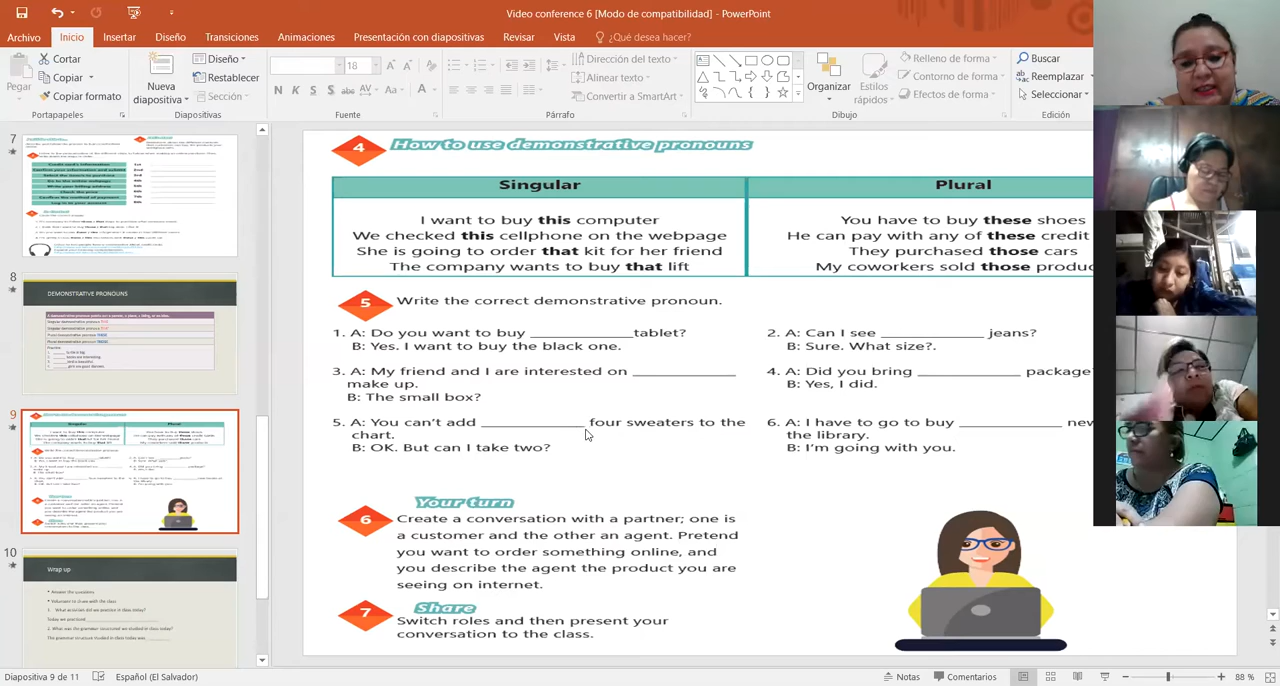 Video conference 6 [Modo de compatibilidad] - PowerPoint
Archivo Inicio Insertar Diseño Transiciones Animaciones Presentación con diapositivas Revisar Vista ¿Qué desea hacer?
Pegar
Cortar
Copiar
Copiar formato
Portapapeles
Nueva
diapositiva
Diseño
Restablecer
Sección
Diapositivas
18
N K S S abc AV Aa A
Fuente
Dirección del texto
Alinear texto
Convertir a SmartArt
Párrafo
Organizar
Estilos
rápidos
Relleno de forma
Contorno de forma
Efectos de forma
Dibujo
Buscar
Reemplazar
Seleccionar
Edición
7
8
DEMONSTRATIVE PRONOUNS
9
10
Wrap up
4 How to use demonstrative pronouns
Singular Plural
I want to buy this computer
checked this cellphone on the webpage
She is going to order that kit for her friend
The company wants to buy that lift
You have to buy these shoes
He can pay with any of these credit
They purchased those cars
My coworkers sold those produc
5 Write the correct demonstrative pronoun.
1. A: Do you want to buy ____________tablet?
B: Yes. I want to buy the black one.
2. A: Can I see ____________ jeans?
B: Sure. What size?.
3. A: My friend and I are interested on ____________
make up.
B: The small box?
4. A: Did you bring ____________ package?
B: Yes, I did.
5. A: You can't add ____________ four sweaters to the
chart.
B: OK. But can I take two?
6. A: I have to go to buy ____________ new
the library.
B: I'm going with you.
6 Your
Create a conversation with a partner; one is
a customer and the other an agent. Pretend
you want to order something online, and
you describe the agent the product you are
seeing on internet.
7 Share
Switch roles and then present your
conversation to the class.
Diapositiva 9 de 11 Español (El Salvador) Notas Comentarios 88 %